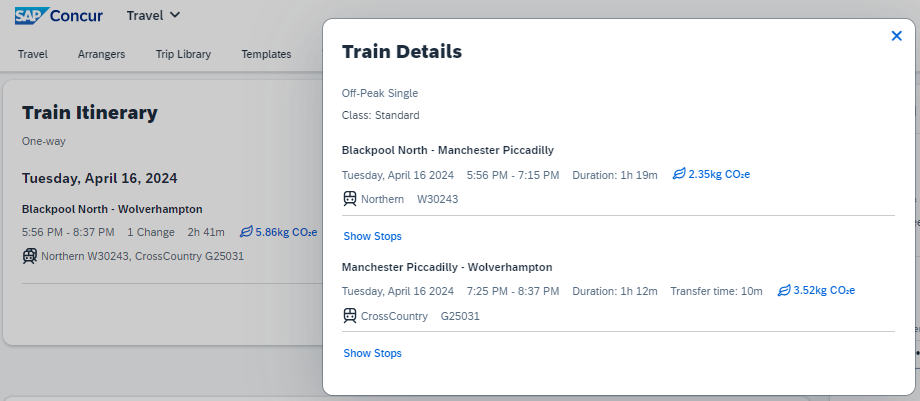 SAP Concur Travel
Travel Arrangers Trip Library Templates
Train Itinerary
One-way
Tuesday, April 16, 2024
Blackpool North - Wolverhampton
5:56 PM - 8:37 PM 1 Change 2h 41m 5.86kg CO₂e
Northern W30243, CrossCountry G25031
Train Details
Off-Peak Single
Class: Standard
Blackpool North - Manchester Piccadilly
Tuesday, April 16 2024 5:56 PM - 7:15 PM Duration: 1h 19m 2.35kg CO₂e
Northern W30243
Show Stops
Manchester Piccadilly - Wolverhampton
Tuesday, April 16 2024 7:25 PM - 8:37 PM Duration: 1h 12m Transfer time: 10m 3.52kg CO₂e
CrossCountry G25031
Show Stops